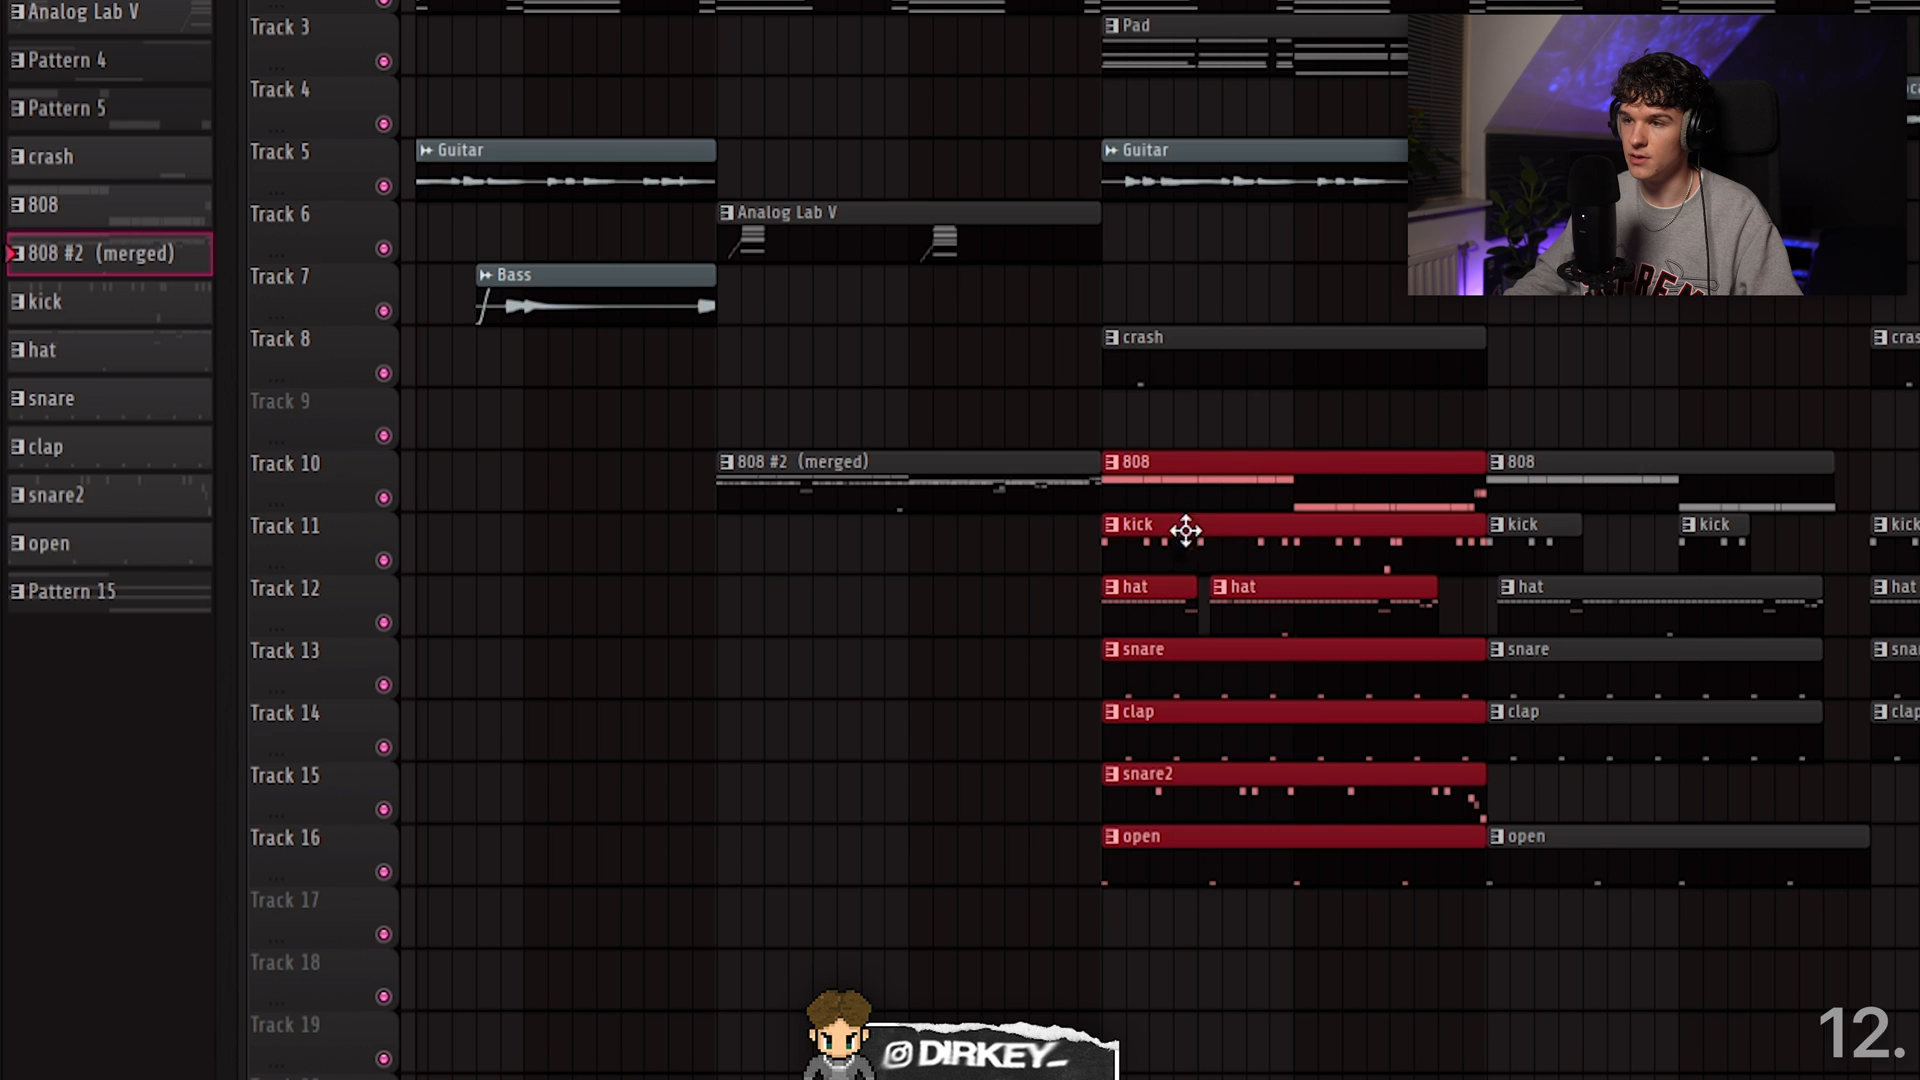 Analog Lab V
Pattern 4
Pattern 5
crash
808
808 #2 (merged)
kick
hat
snare
clap
snare2
open
Pattern 15
Track 3
Pad
Track 4
Track 5
Guitar
Guitar
Track 6
Analog Lab V
Track 7
Bass
Track 8
crash
cras
Track 9
Track 10
808 #2 (merged)
808
808
Track 11
kick
kick
kick
kick
Track 12
hat
hat
hat
hat
Track 13
snare
snare
snar
Track 14
clap
clap
clap
Track 15
snare2
Track 16
open
open
Track 17
Track 18
Track 19
DIRKEY_
12.